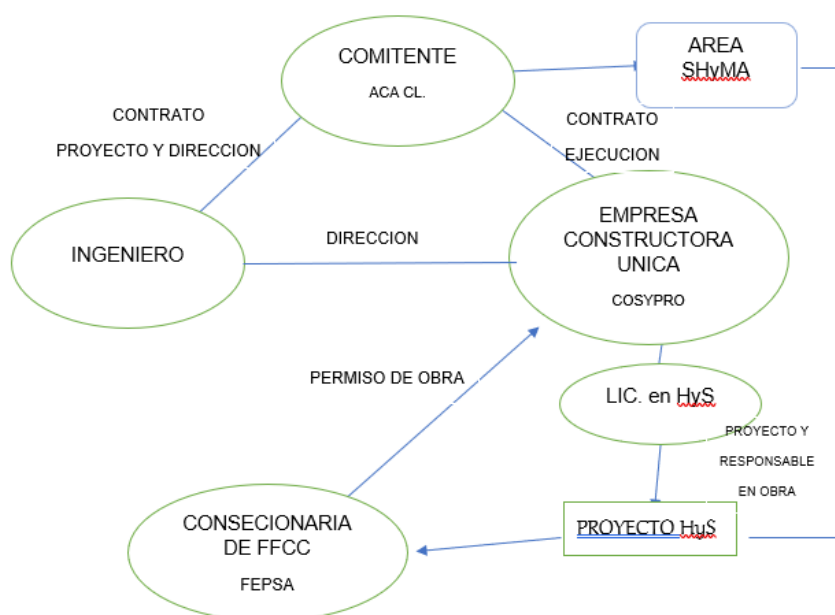 COMITENTE
ACA CL.
AREA
SHyMA
CONTRATO
PROYECTO Y DIRECCION
CONTRATO
EJECUCION
INGENIERO
DIRECCION
EMPRESA
CONSTRUCTORA
UNICA
COSYPRO
PERMISO DE OBRA
LIC. en HyS
PROYECTO Y
RESPONSABLE
EN OBRA
CONSECIONARIA
DE FFCC
FEPSA
PROYECTO HyS